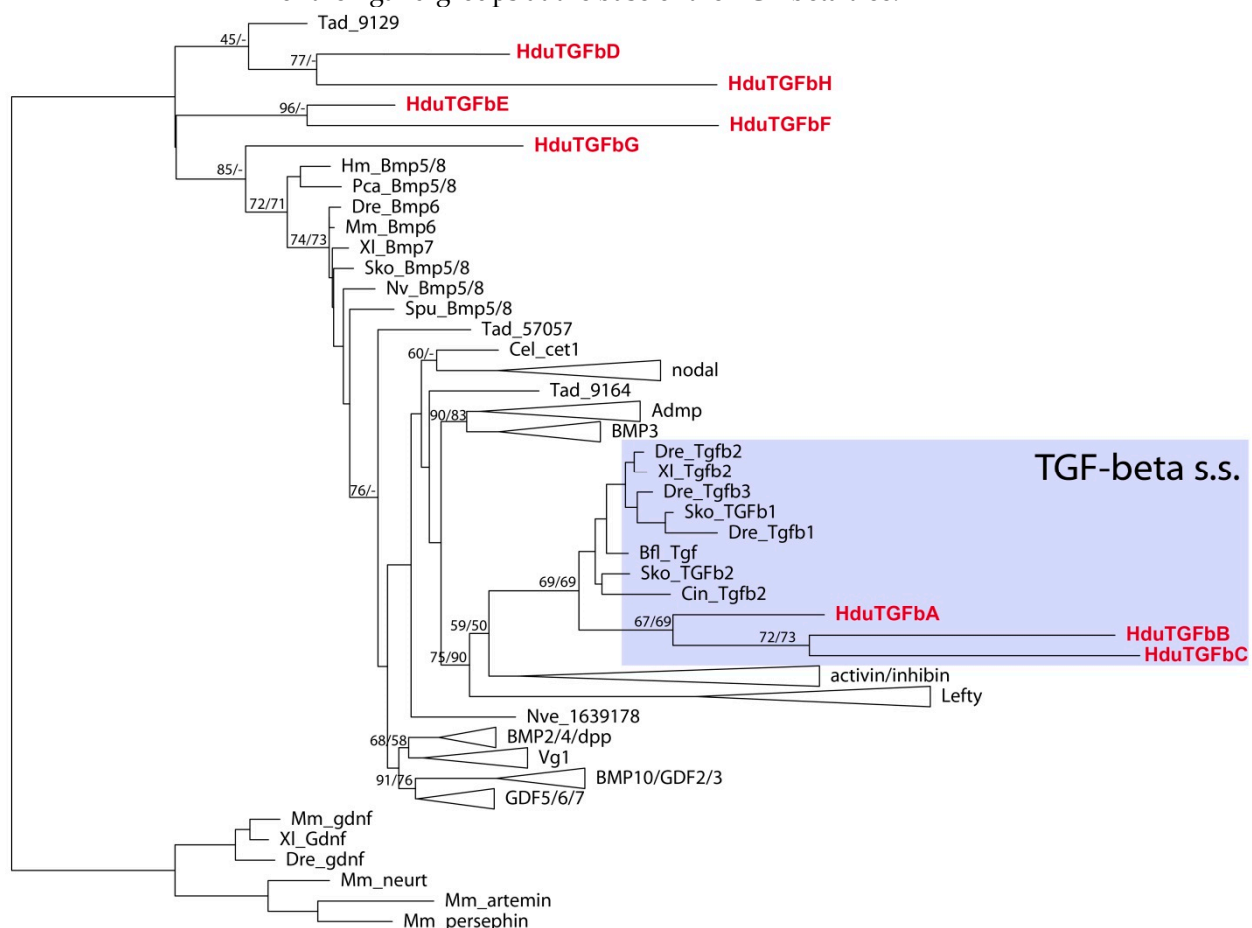 Tad_9129
45/-
HduTGFbD
77/-
HduTGFbH
HduTGFbE
96/-
HduTGFbF
HduTGFbG
85/-
Hm_Bmp5/8
Pca_Bmp5/8
72/71
Dre_Bmp6
Mm_Bmp6
74/73
Xl_Bmp7
Sko_Bmp5/8
Nv_Bmp5/8
Spu_Bmp5/8
Tad_57057
Cel_cet1
60/-
nodal
Tad_9164
Admp
90/83
BMP3
Dre_Tgfb2
TGF-beta s.s.
Xl_Tgfb2
76/-
Dre_Tgfb3
Sko_TGFb1
Dre_Tgfb1
Bfl_Tgf
Sko_TGFb2
69/69
Cin_Tgfb2
HduTGFbA
67/69
59/50
HduTGFbB
72/73
HduTGFbC
75/90
activin/inhibin
Lefty
Nve_1639178
BMP2/4/dpp
68/58
Vg1
BMP10/GDF2/3
91/76
GDF5/6/7
Mm_gdnf
Xl_Gdnf
Dre_gdnf
Mm_neurt
Mm_artemin
Mm_persephin